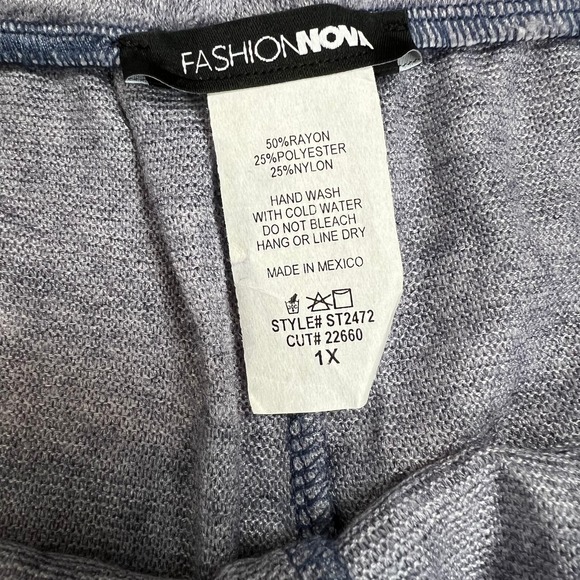 FASHIONNOVA
50%RAYON
25%POLYESTER
25%NYLON
HAND WASH
WITH COLD WATER
DO NOT BLEACH
HANG OR LINE DRY
MADE IN MEXICO
STYLE# ST2472
CUT# 22660
1X